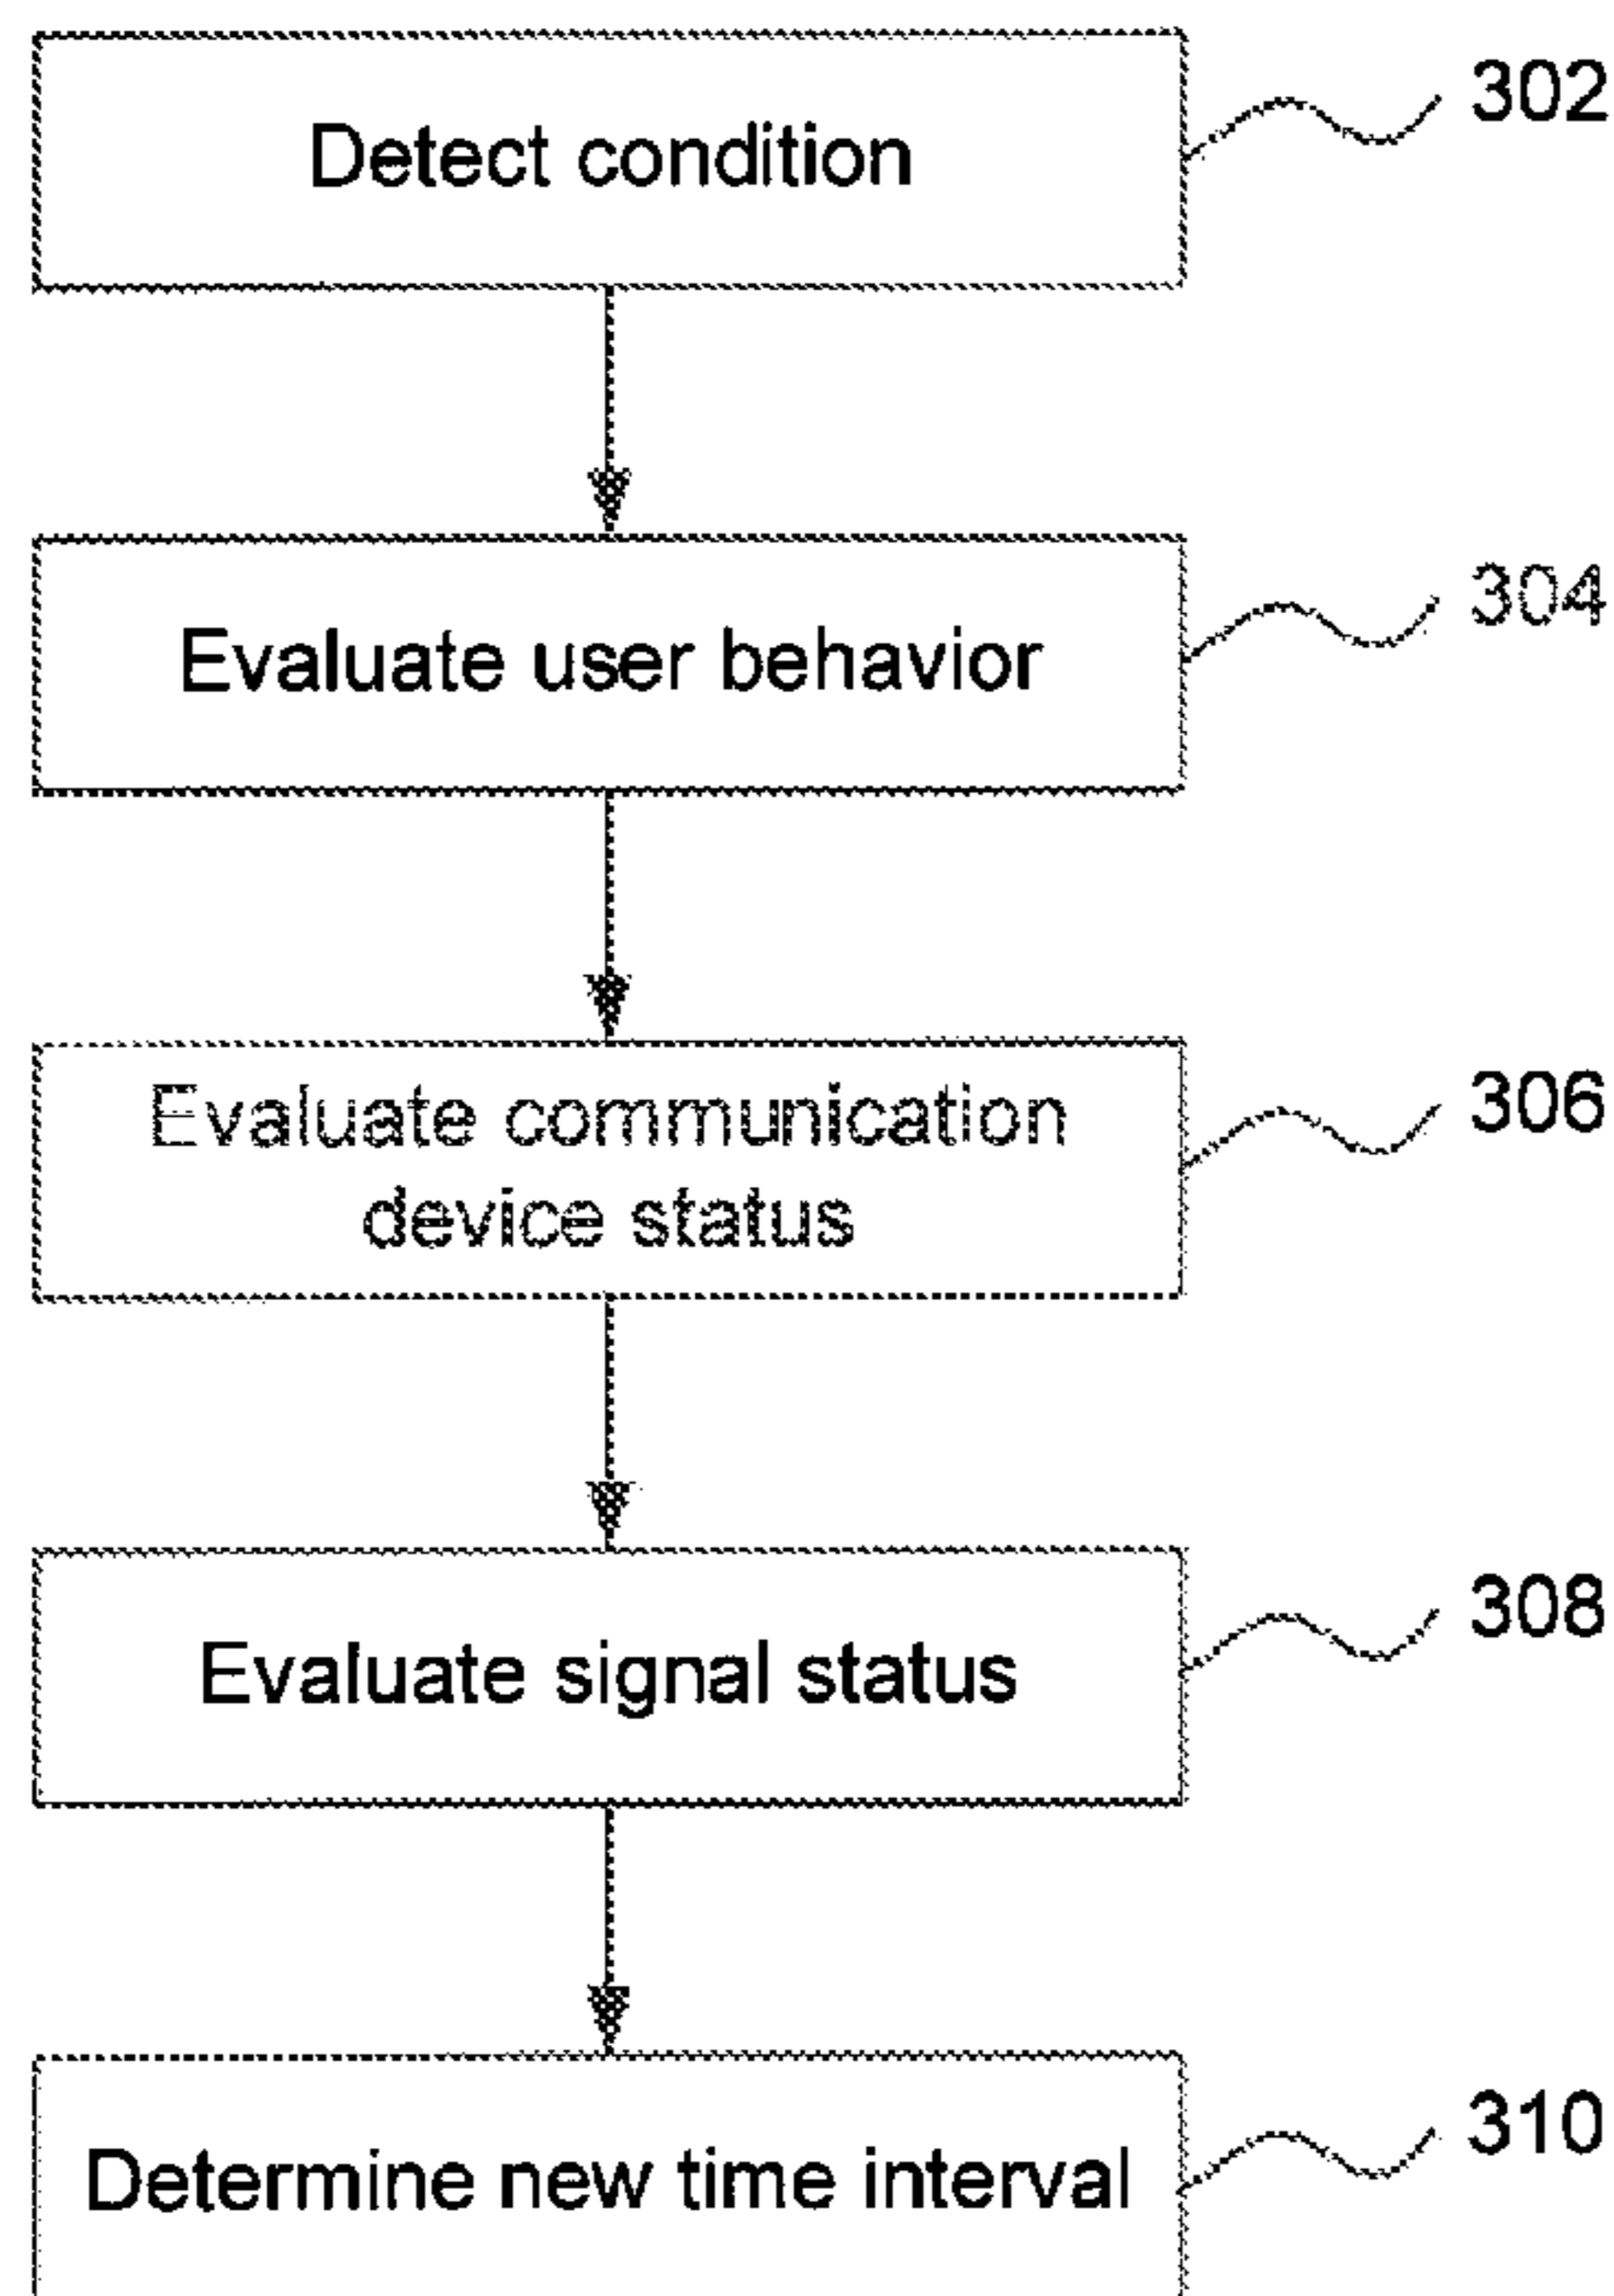 Detect condition
302
Evaluate user behavior
304
Evaluate communication
device status
306
Evaluate signal status
308
Determine new time interval
310